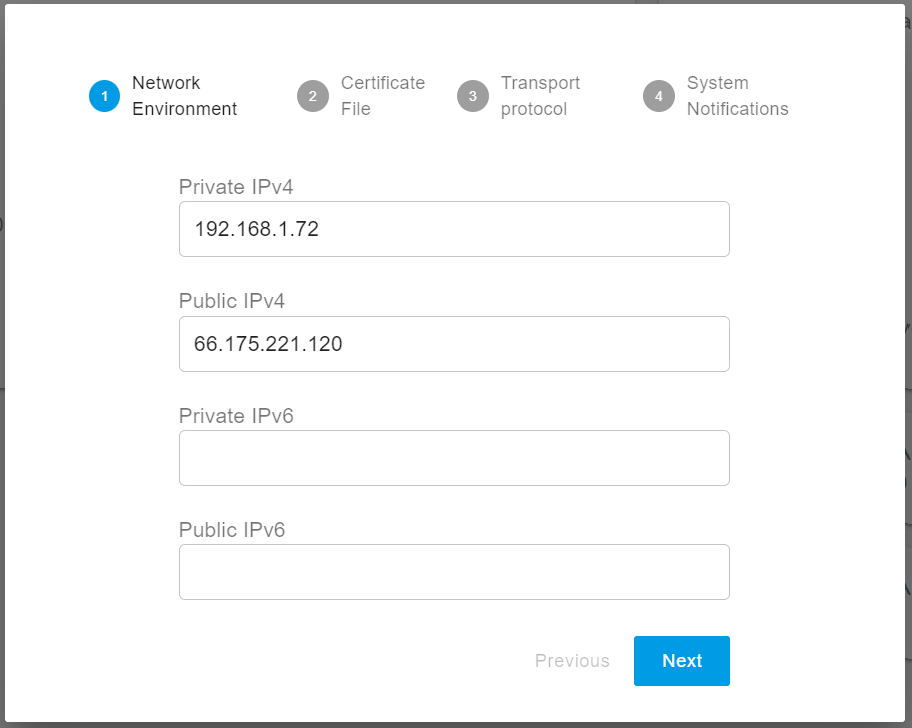 1
Network
Environment
2
Certificate
File
3
Transport
protocol
4
System
Notifications
Private IPv4
192.168.1.72
Public IPv4
66.175.221.120
Private IPv6
Public IPv6
Previous
Next